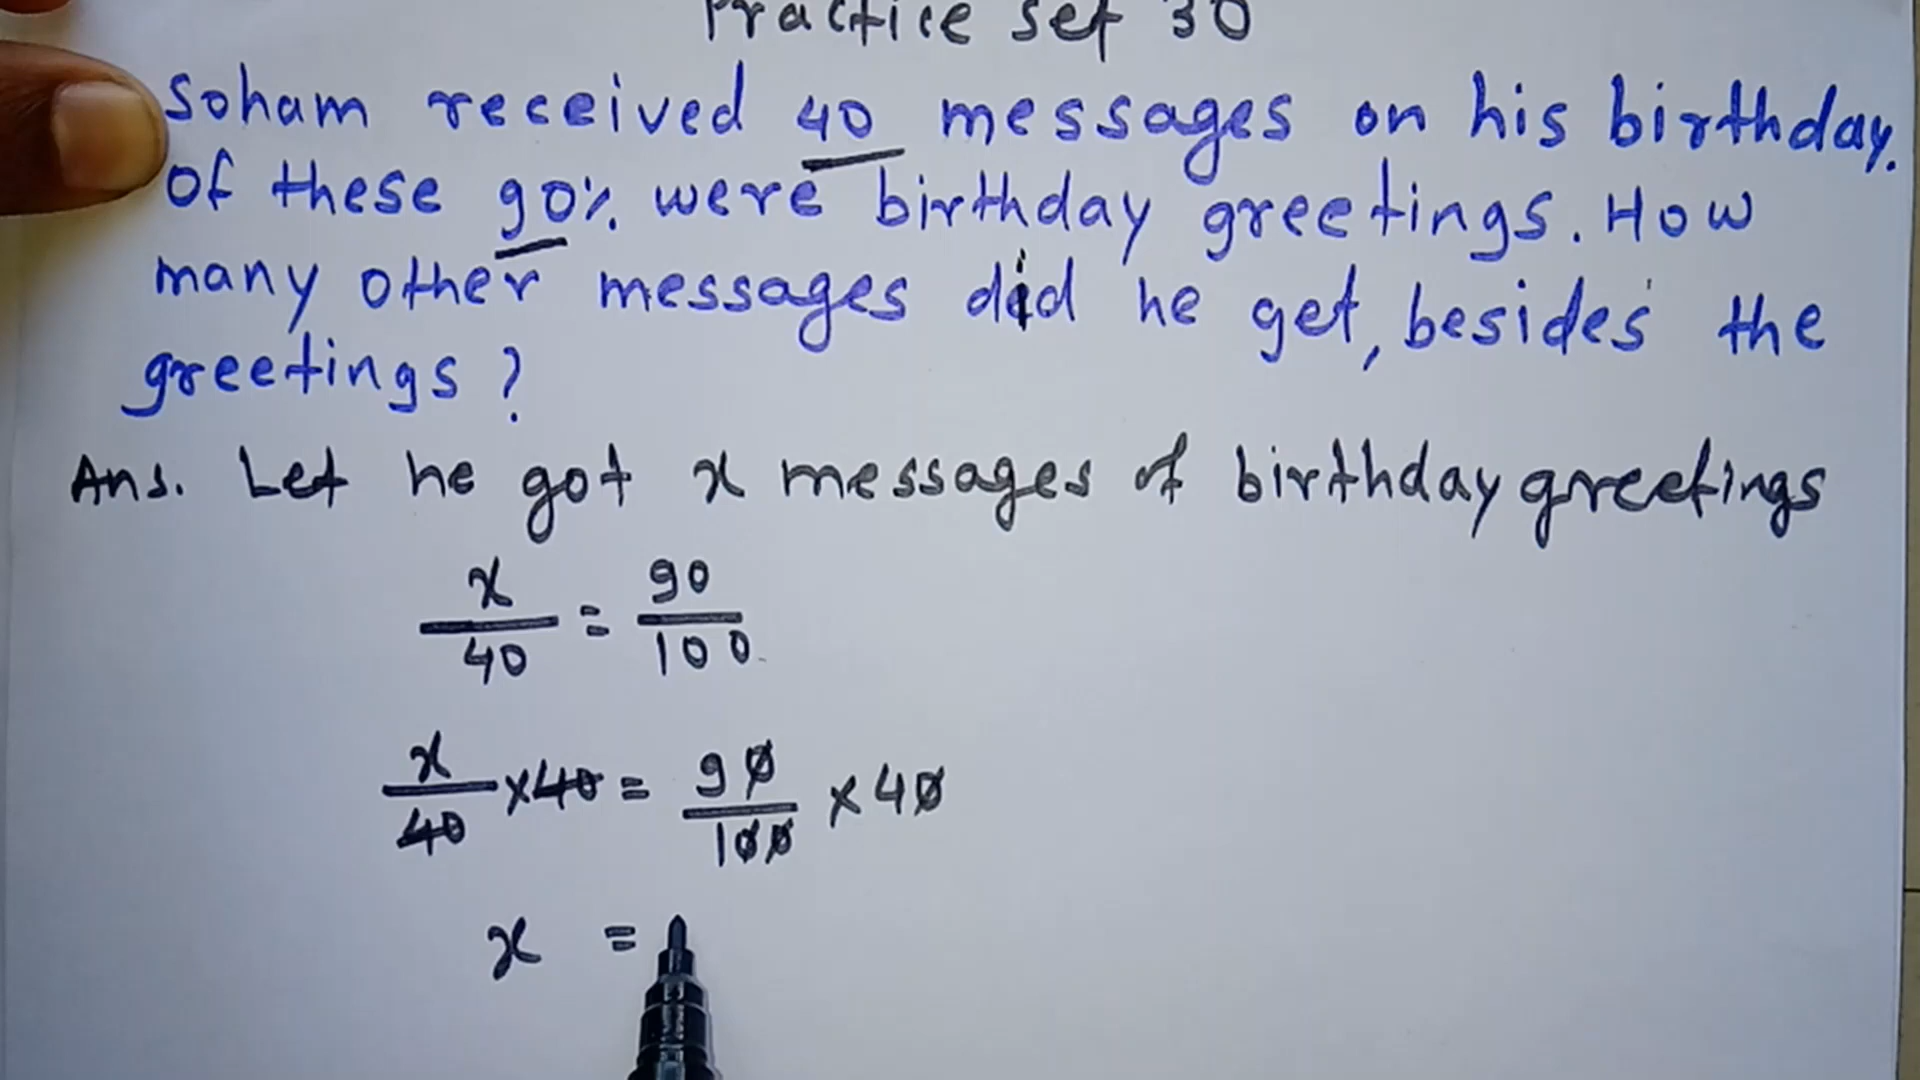 Practice set 30
Soham received 40 messages on his birthday.
Of these 90% were birthday greetings. How
many other messages did he get, besides the
greetings?
Ans. Let he got x messages of birthday greetings
x/40 = 90/100
x/40 × 40 = 90/100 × 40
x =